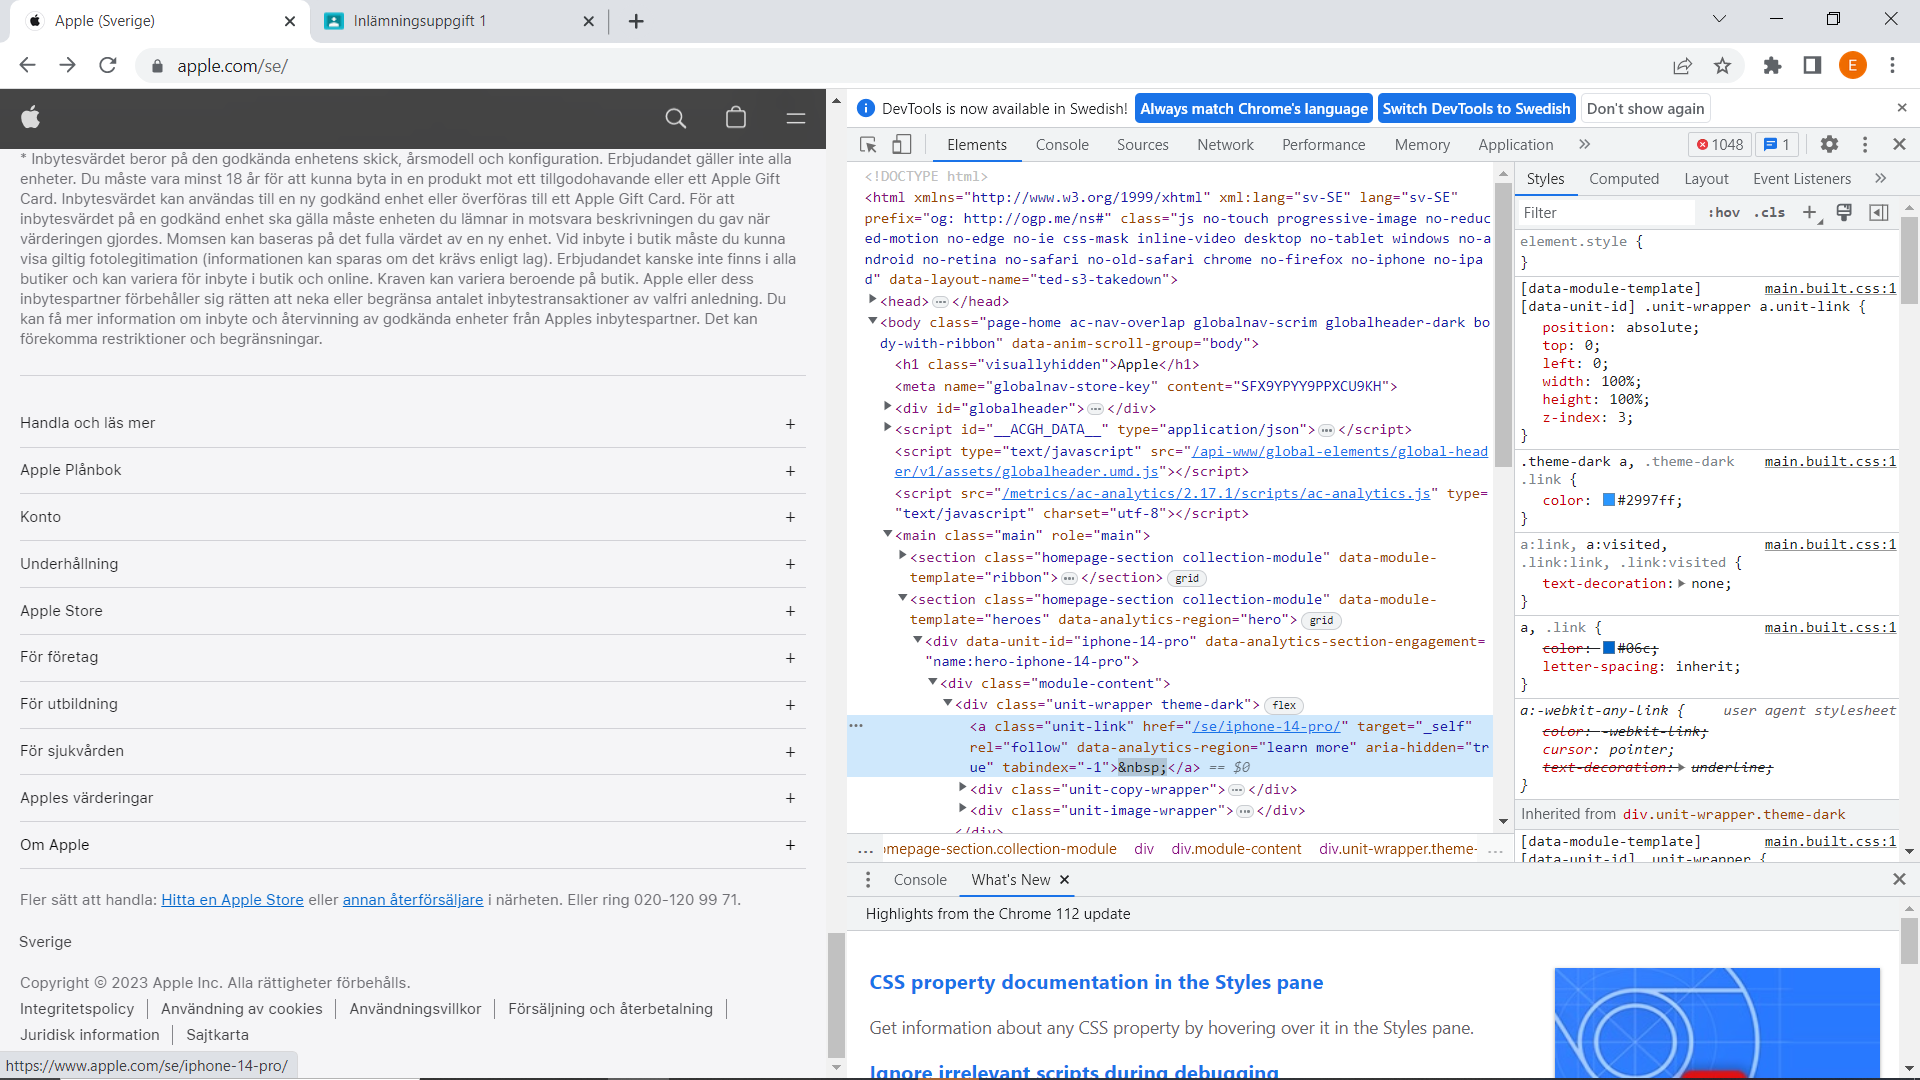 Apple (Sverige)
Inlämningsuppgift 1
apple.com/se/
E
* Inbytesvärdet beror på den godkända enhetens skick, årsmodell och konfiguration. Erbjudandet gäller inte alla
enheter. Du måste vara minst 18 år för att kunna byta in en produkt mot ett tillgodohavande eller ett Apple Gift
Card. Inbytesvärdet kan användas till en ny godkänd enhet eller överföras till ett Apple Gift Card. För att
inbytesvärdet på en godkänd enhet ska gälla måste enheten du lämnar in motsvara beskrivningen du gav när
värderingen gjordes. Momsen kan baseras på det fulla värdet av en ny enhet. Vid inbyte i butik måste du kunna
visa giltig fotolegitimation (informationen kan sparas om det krävs enligt lag). Erbjudandet kanske inte finns i alla
butiker och kan variera för inbyte i butik och online. Kraven kan variera beroende på butik. Apple eller dess
inbytespartner förbehåller sig rätten att neka eller begränsa antalet inbytestransaktioner av valfri anledning. Du
kan få mer information om inbyte och återvinning av godkända enheter från Apples inbytespartner. Det kan
förekomma restriktioner och begränsningar.
Handla och läs mer +
Apple Plånbok +
Konto +
Underhållning +
Apple Store +
För företag +
För utbildning +
För sjukvården +
Apples värderingar +
Om Apple +
Fler sätt att handla: Hitta en Apple Store eller annan återförsäljare i närheten. Eller ring 020-120 99 71.
Sverige
Copyright © 2023 Apple Inc. Alla rättigheter förbehålls.
Integritetspolicy | Användning av cookies | Användningsvillkor | Försäljning och återbetalning |
Juridisk information | Sajtkarta
https://www.apple.com/se/iphone-14-pro/
DevTools is now available in Swedish! Always match Chrome's language Switch DevTools to Swedish Don't show again
Elements Console Sources Network Performance Memory Application » 1048 1
<!DOCTYPE html>
<html xmlns="http://www.w3.org/1999/xhtml" xml:lang="sv-SE" lang="sv-SE"
prefix="og: http://ogp.me/ns#" class="js no-touch progressive-image no-reduc
ed-motion no-edge no-ie css-mask inline-video desktop no-tablet windows no-a
ndroid no-retina no-safari no-old-safari chrome no-firefox no-iphone no-ipa
d" data-layout-name="ted-s3-takedown">
<head> … </head>
<body class="page-home ac-nav-overlap globalnav-scrim globalheader-dark bo
dy-with-ribbon" data-anim-scroll-group="body">
<h1 class="visuallyhidden">Apple</h1>
<meta name="globalnav-store-key" content="SFX9YPYY9PPXCU9KH">
<div id="globalheader"> … </div>
<script id="__ACGH_DATA__" type="application/json"> … </script>
<script type="text/javascript" src="/api-www/global-elements/global-head
er/v1/assets/globalheader.umd.js"></script>
<script src="/metrics/ac-analytics/2.17.1/scripts/ac-analytics.js" type=
"text/javascript" charset="utf-8"></script>
<main class="main" role="main">
<section class="homepage-section collection-module" data-module-
template="ribbon"> … </section> grid
<section class="homepage-section collection-module" data-module-
template="heroes" data-analytics-region="hero"> grid
<div data-unit-id="iphone-14-pro" data-analytics-section-engagement=
"name:hero-iphone-14-pro">
<div class="module-content">
<div class="unit-wrapper theme-dark"> flex
… <a class="unit-link" href="/se/iphone-14-pro/" target="_self"
rel="follow" data-analytics-region="learn more" aria-hidden="tr
ue" tabindex="-1">&nbsp;</a> == $0
<div class="unit-copy-wrapper"> … </div>
<div class="unit-image-wrapper"> … </div>
</div>
… omepage-section.collection-module div div.module-content div.unit-wrapper.theme- …
Styles Computed Layout Event Listeners »
Filter :hov .cls
element.style {
}
[data-module-template] main.built.css:1
[data-unit-id] .unit-wrapper a.unit-link {
position: absolute;
top: 0;
left: 0;
width: 100%;
height: 100%;
z-index: 3;
}
.theme-dark a, .theme-dark main.built.css:1
.link {
color: #2997ff;
}
a:link, a:visited, main.built.css:1
.link:link, .link:visited {
text-decoration: none;
}
a, .link { main.built.css:1
color: #06c;
letter-spacing: inherit;
}
a:-webkit-any-link { user agent stylesheet
color: -webkit-link;
cursor: pointer;
text-decoration: underline;
}
Inherited from div.unit-wrapper.theme-dark
[data-module-template] main.built.css:1
[data-unit-id] .unit-wrapper {
Console What's New
Highlights from the Chrome 112 update
CSS property documentation in the Styles pane
Get information about any CSS property by hovering over it in the Styles pane.
Ignore irrelevant scripts during debugging